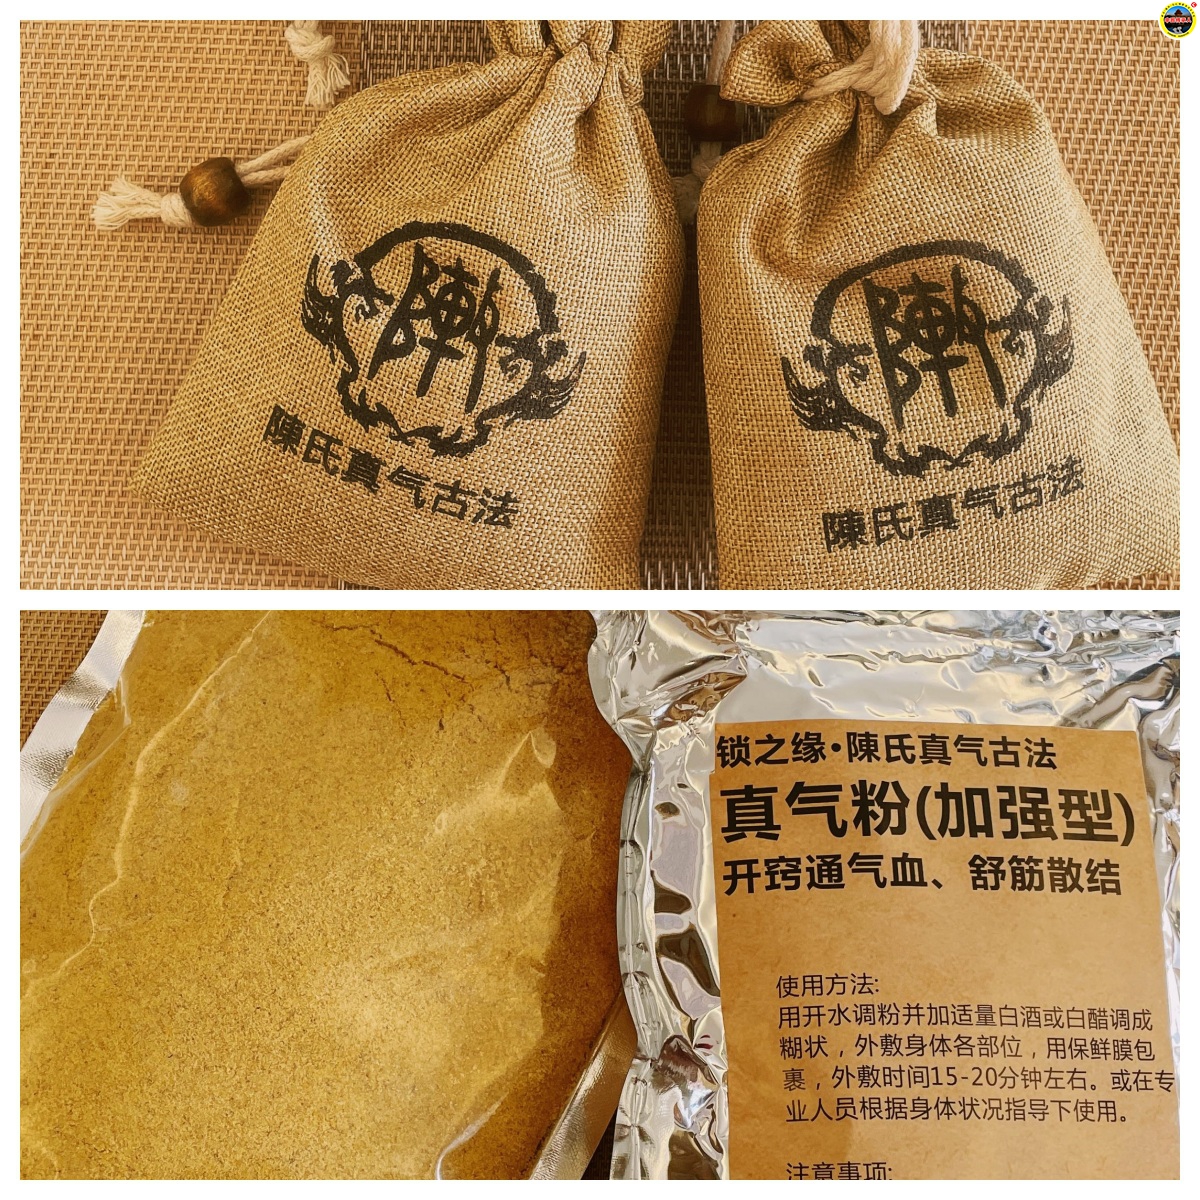 陳
陳氏真气古法
陳
陳氏真气古法
锁之缘•陳氏真气古法
真气粉(加强型)
开窍通气血、舒筋散结
使用方法:
用开水调粉并加适量白酒或白醋调成
糊状，外敷身体各部位，用保鲜膜包
裹，外敷时间15-20分钟左右。或在专
业人员根据身体状况指导下使用。
注意事项: